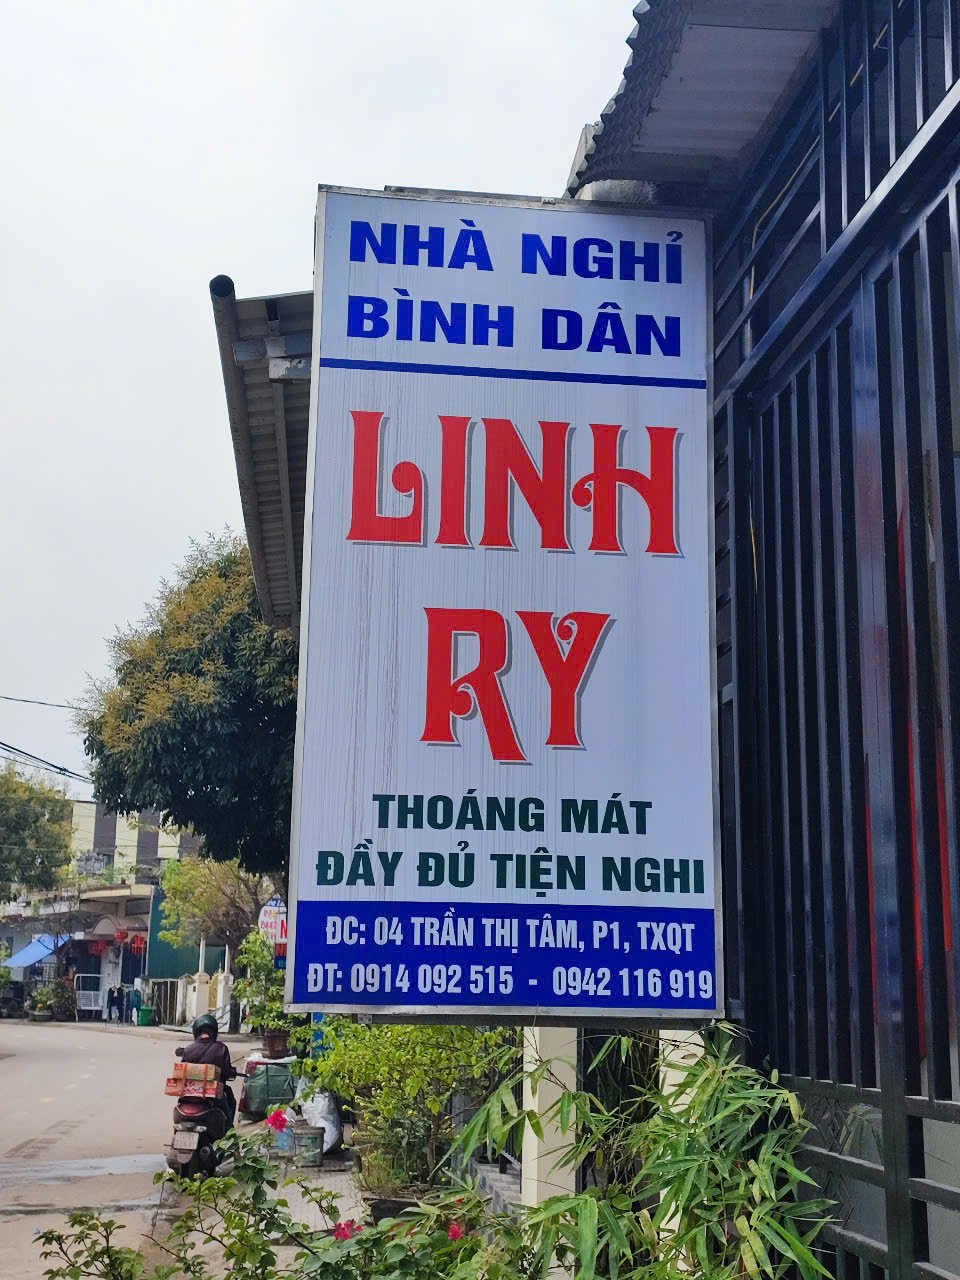 NHÀ NGHỈ
BÌNH DÂN
LINH
RY
THOÁNG MÁT
ĐẦY ĐỦ TIỆN NGHI
ĐC: 04 TRẦN THỊ TÂM, P1, TXQT
ĐT: 0914 092 515 - 0942 116 919